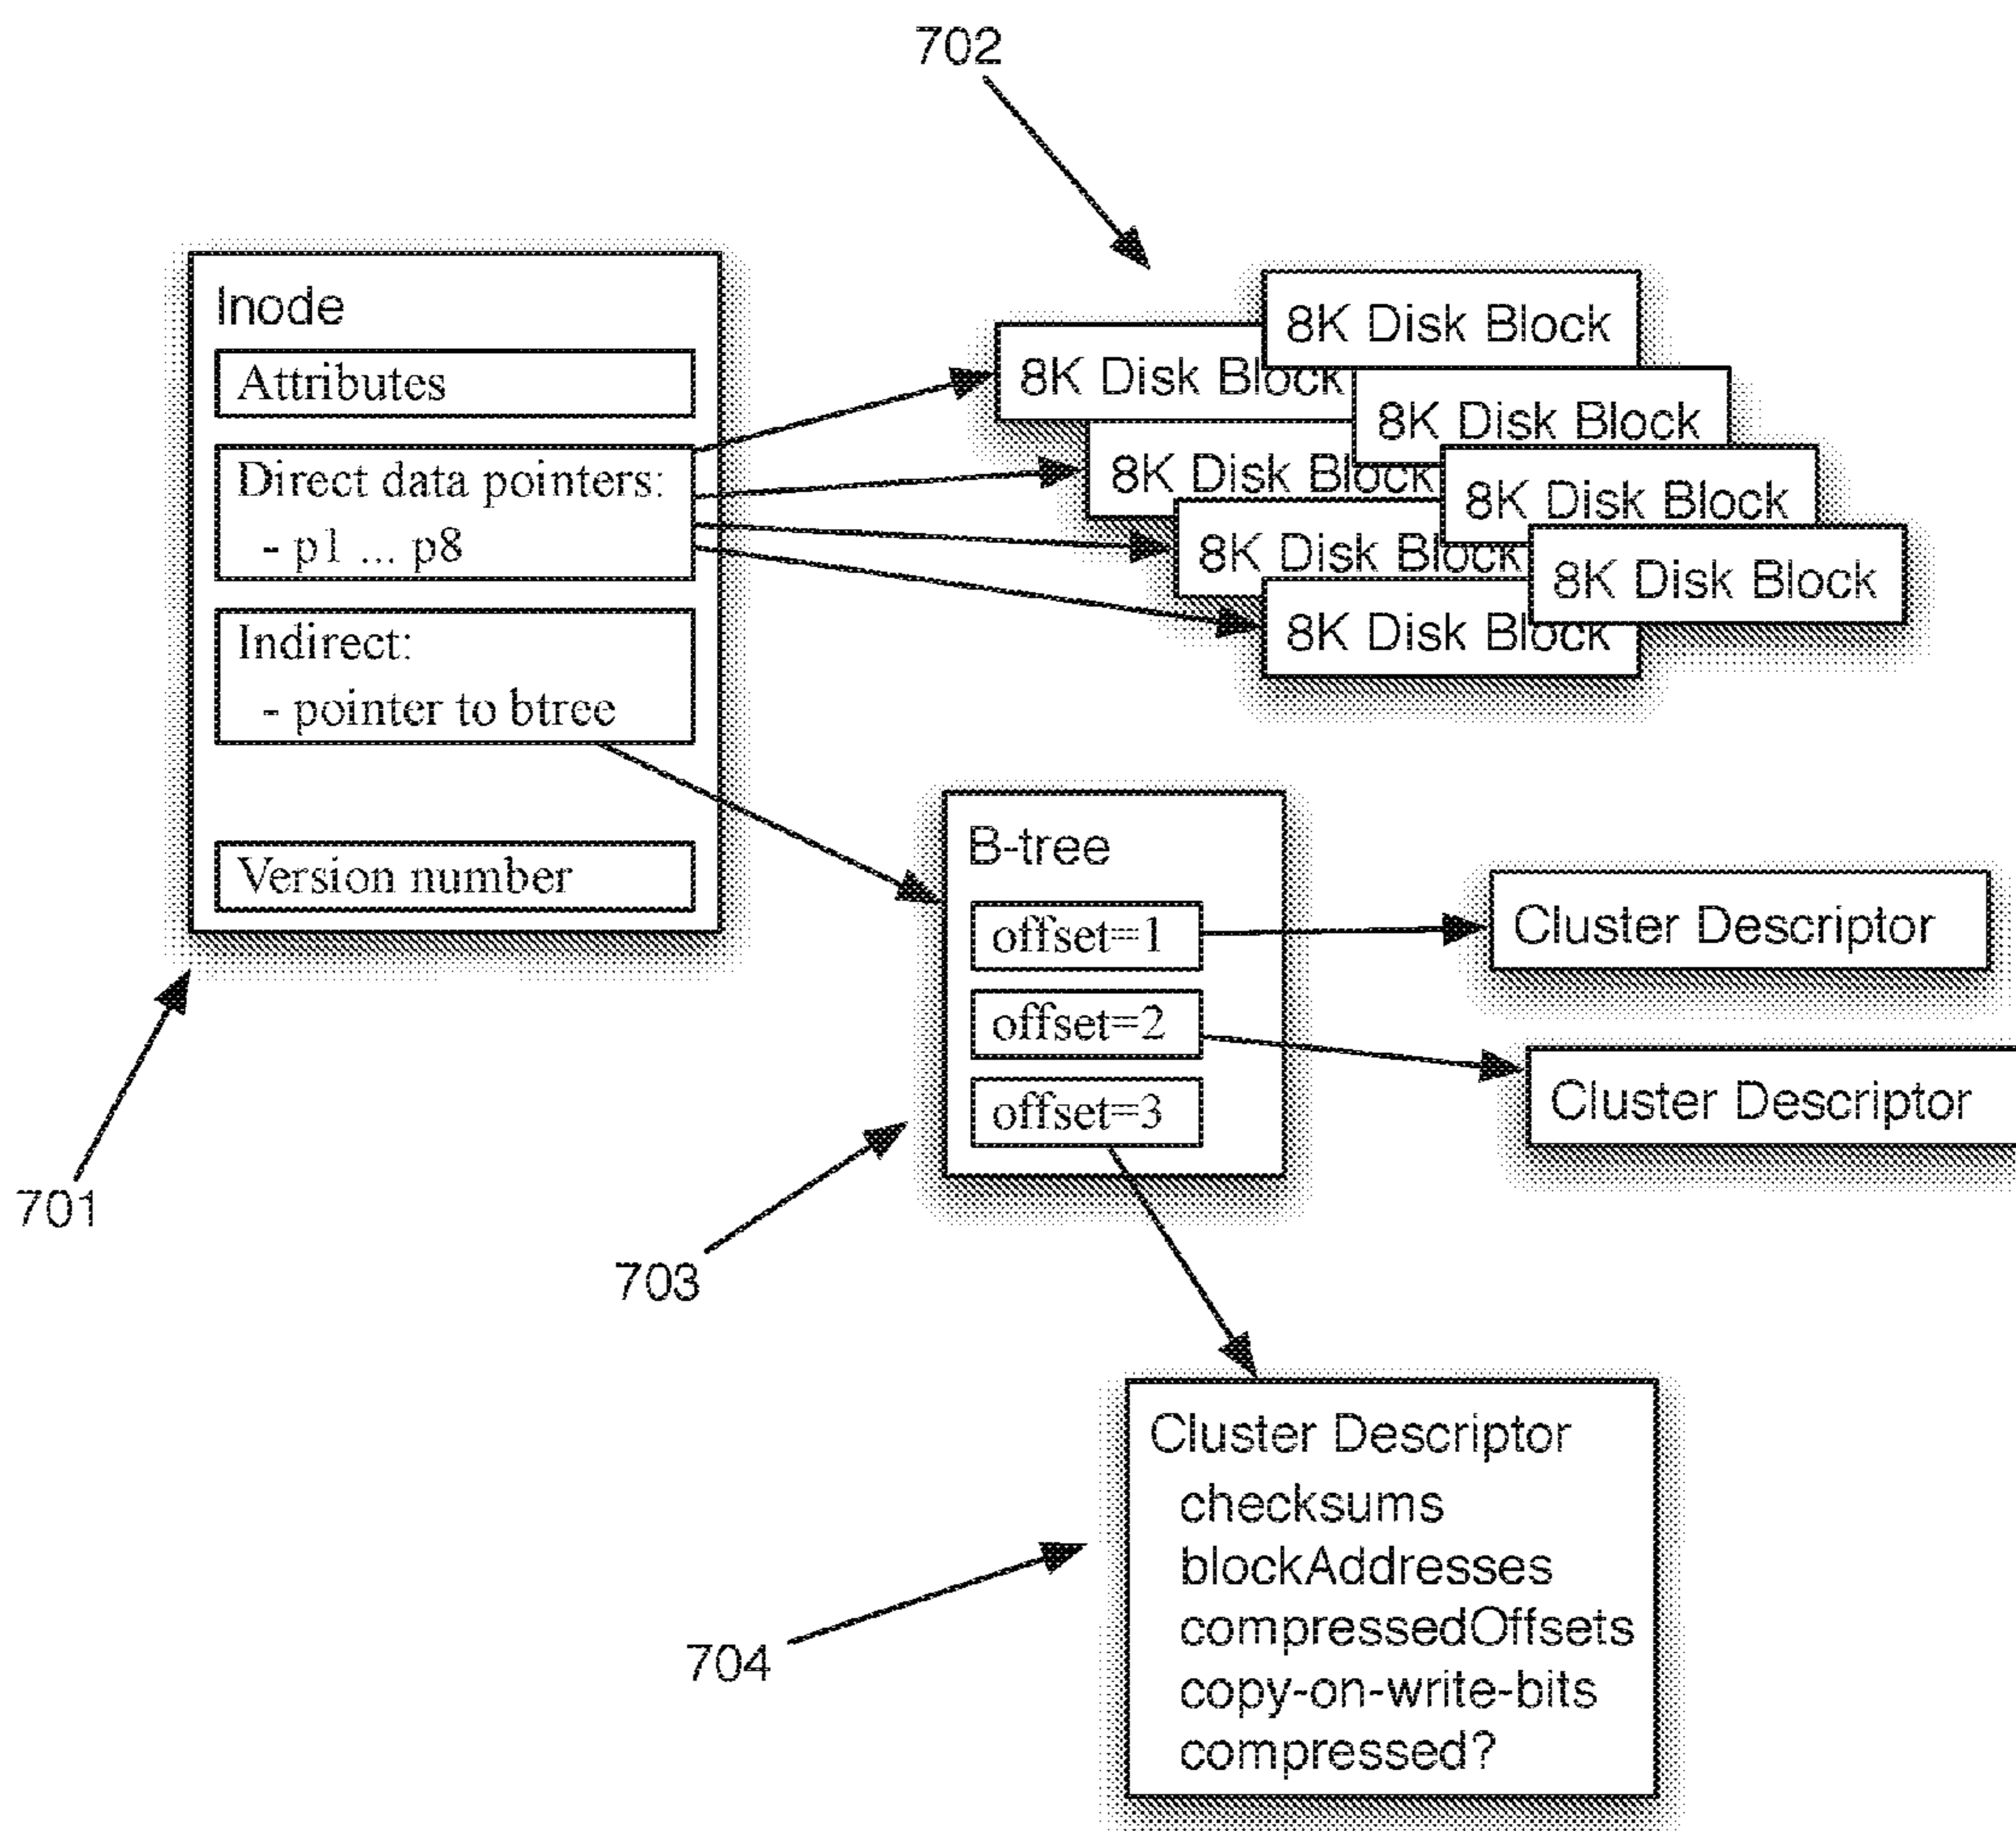 702
Inode
Attributes
Direct data pointers:
- p1 ... p8
Indirect:
- pointer to btree
Version number
701
8K Disk Block
8K Disk Block
8K Disk Block
8K Disk Block
8K Disk Block
8K Disk Block
8K Disk Block
8K Disk Block
B-tree
offset=1
offset=2
offset=3
703
Cluster Descriptor
Cluster Descriptor
Cluster Descriptor
checksums
blockAddresses
compressedOffsets
copy-on-write-bits
compressed?
704